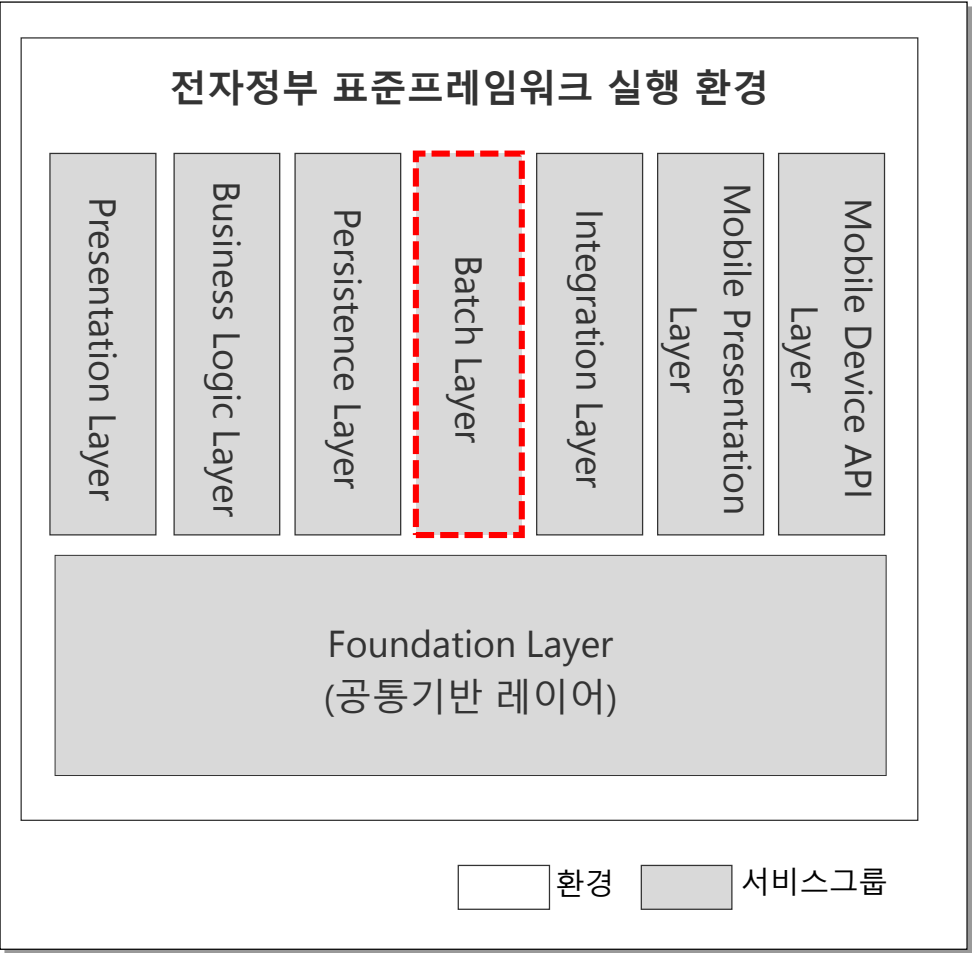 전자정부 표준프레임워크 실행 환경
Presentation Layer
Business Logic Layer
Persistence Layer
Batch Layer
Integration Layer
Mobile Presentation
Layer
Mobile Device API
Layer
Foundation Layer
(공통기반 레이어)
환경
서비스그룹